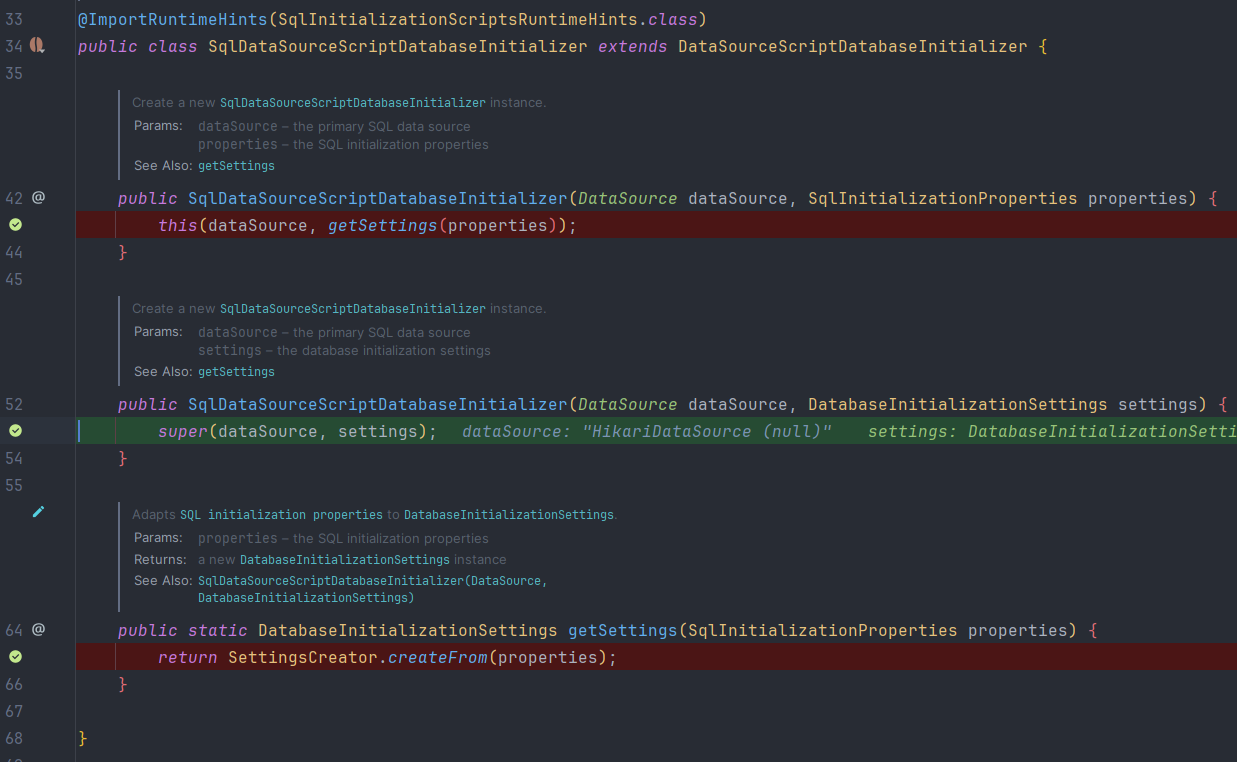 33 @ImportRuntimeHints(SqlInitializationScriptsRuntimeHints.class)
34 public class SqlDataSourceScriptDatabaseInitializer extends DataSourceScriptDatabaseInitializer {
35
Create a new SqlDataSourceScriptDatabaseInitializer instance.
Params: dataSource – the primary SQL data source
properties – the SQL initialization properties
See Also: getSettings
42 @ public SqlDataSourceScriptDatabaseInitializer(DataSource dataSource, SqlInitializationProperties properties) {
this(dataSource, getSettings(properties));
44 }
45
Create a new SqlDataSourceScriptDatabaseInitializer instance.
Params: dataSource – the primary SQL data source
settings – the database initialization settings
See Also: getSettings
52 public SqlDataSourceScriptDatabaseInitializer(DataSource dataSource, DatabaseInitializationSettings settings) {
super(dataSource, settings); dataSource: "HikariDataSource (null)" settings: DatabaseInitializationSetti
54 }
55
Adapts SQL initialization properties to DatabaseInitializationSettings.
Params: properties – the SQL initialization properties
Returns: a new DatabaseInitializationSettings instance
See Also: SqlDataSourceScriptDatabaseInitializer(DataSource,
DatabaseInitializationSettings)
64 @ public static DatabaseInitializationSettings getSettings(SqlInitializationProperties properties) {
return SettingsCreator.createFrom(properties);
66 }
67
68 }